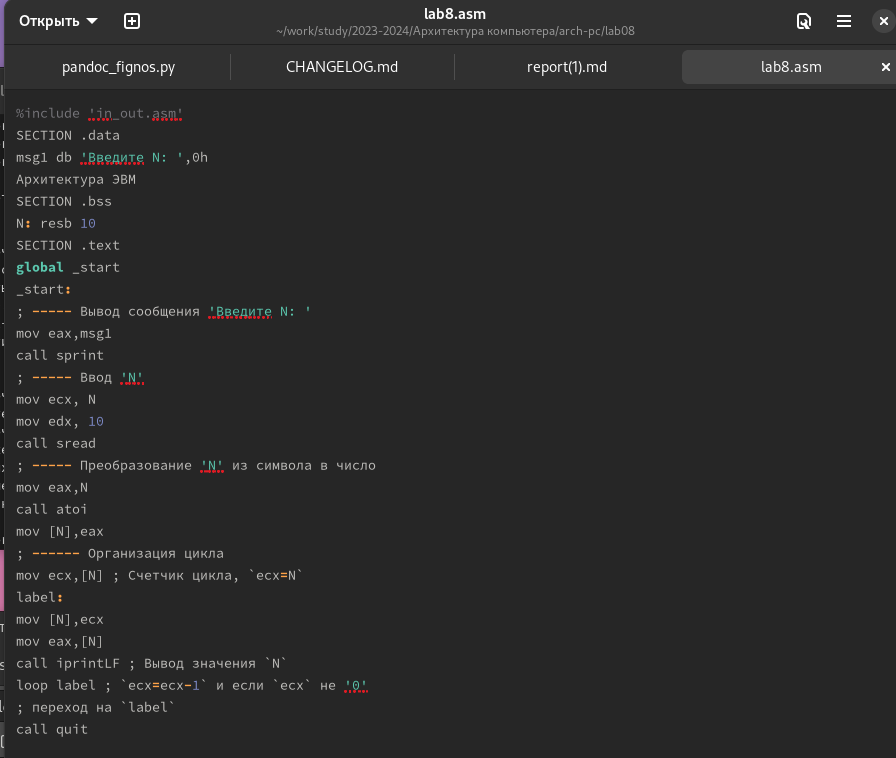 Открыть
lab8.asm
~/work/study/2023-2024/Архитектура компьютера/arch-pc/lab08
pandoc_fignos.py
CHANGELOG.md
report(1).md
lab8.asm
%include 'in_out.asm'
SECTION .data
msg1 db 'Введите N: ',0h
Архитектура ЭВМ
SECTION .bss
N: resb 10
SECTION .text
global _start
_start:
; ----- Вывод сообщения 'Введите N: '
mov eax,msg1
call sprint
; ----- Ввод 'N'
mov ecx, N
mov edx, 10
call sread
; ----- Преобразование 'N' из символа в число
mov eax,N
call atoi
mov [N],eax
; ------ Организация цикла
mov ecx,[N] ; Счетчик цикла, `ecx=N`
label:
mov [N],ecx
mov eax,[N]
call iprintLF ; Вывод значения `N`
loop label ; `ecx=ecx-1` и если `ecx` не '0'
; переход на `label`
call quit